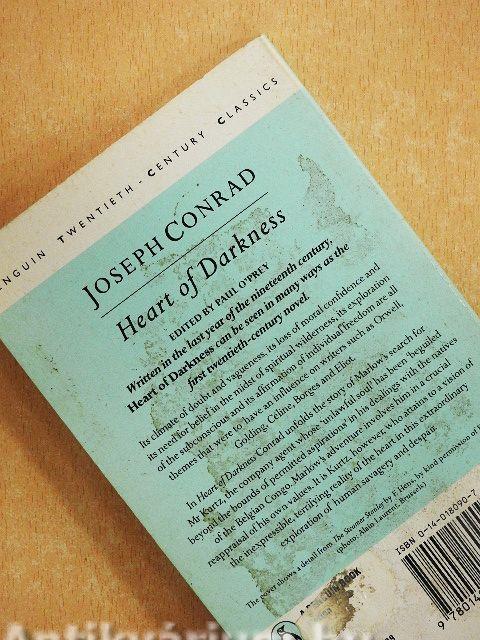 ENGUIN TWENTIETH-CENTURY CLASSICS
JOSEPH CONRAD
Heart of Darkness
EDITED BY PAUL O'PREY
Written in the last year of the nineteenth century,
Heart of Darkness can be seen in many ways as the
first twentieth-century novel.
Its climate of doubt and vagueness, its loss of moral confidence and
its need for belief in the midst of spiritual wilderness, its exploration
of the subconscious and its affirmation of individual freedom are all
themes that were to have an influence on writers such as Orwell,
Golding, Céline, Borges and Eliot.
In Heart of Darkness Conrad unfolds the story of Marlow's search for
Mr Kurtz, the company agent whose 'unlawful soul' has been 'beguiled
beyond the bounds of permitted aspirations' in his dealings with the natives
of the Belgian Congo. Marlow's adventure involves him in a crucial
reappraisal of his own values. It is Kurtz, however, who attains to a vision of
the inexpressible, terrifying reality of the heart in this extraordinary
exploration of human savagery and despair.
The cover shows a detail from The Steamer Stanley by F. Hens, by kind permission of
(photo: Alain Laurent, Brussels)
ISBN 0-14-018090-7
BOOK
9 78014
Antikvárium.hu